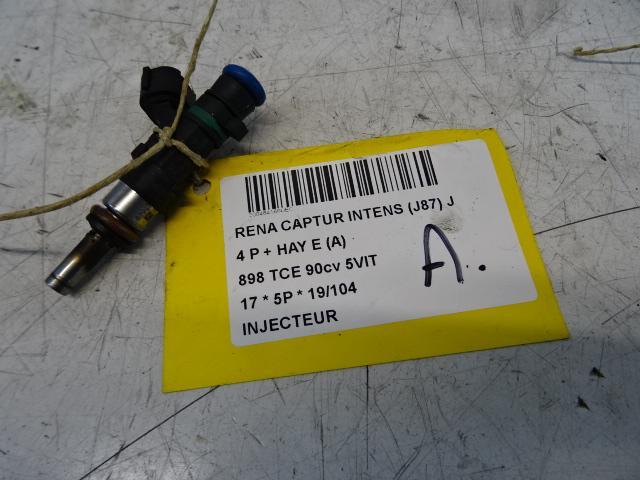 RENA CAPTUR INTENS (J87) J
4 P + HAY E (A)
898 TCE 90cv 5VIT
17 * 5P * 19/104
INJECTEUR
A.